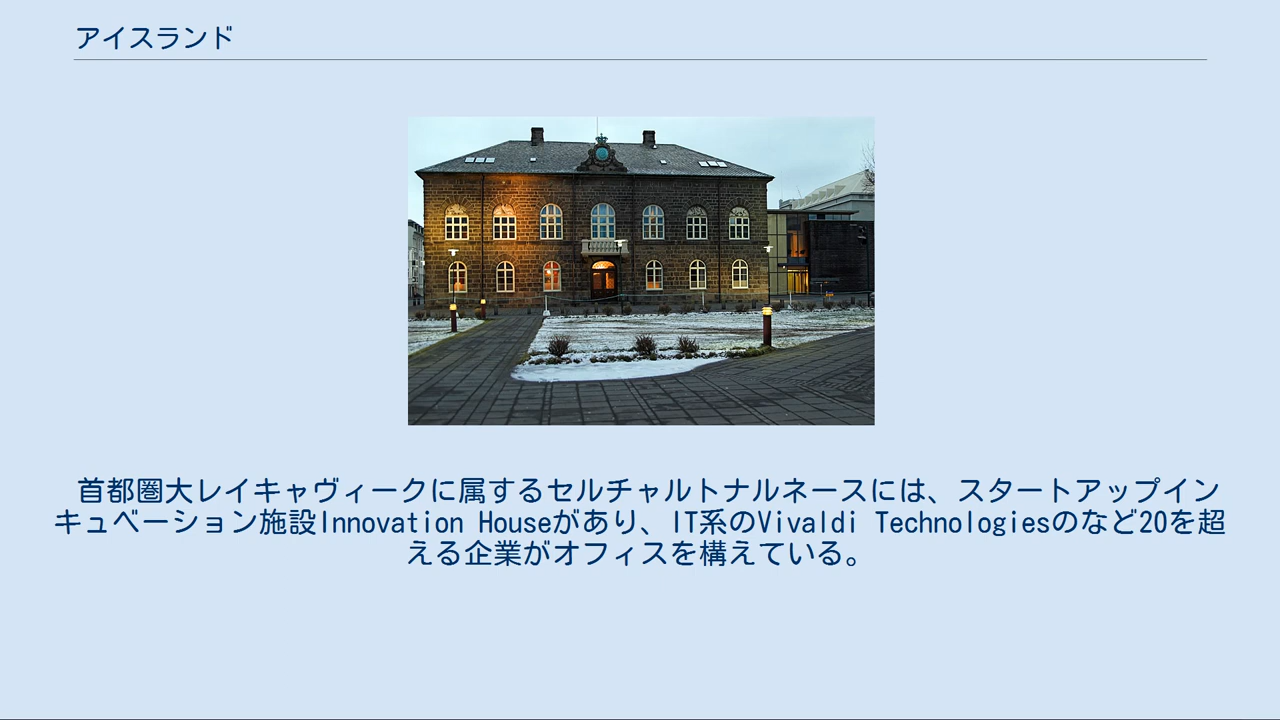 アイスランド
首都圏大レイキャヴィークに属するセルチャルトナルネースには、スタートアップイン
キュベーション施設Innovation Houseがあり、IT系のVivaldi Technologiesのなど20を超
える企業がオフィスを構えている。